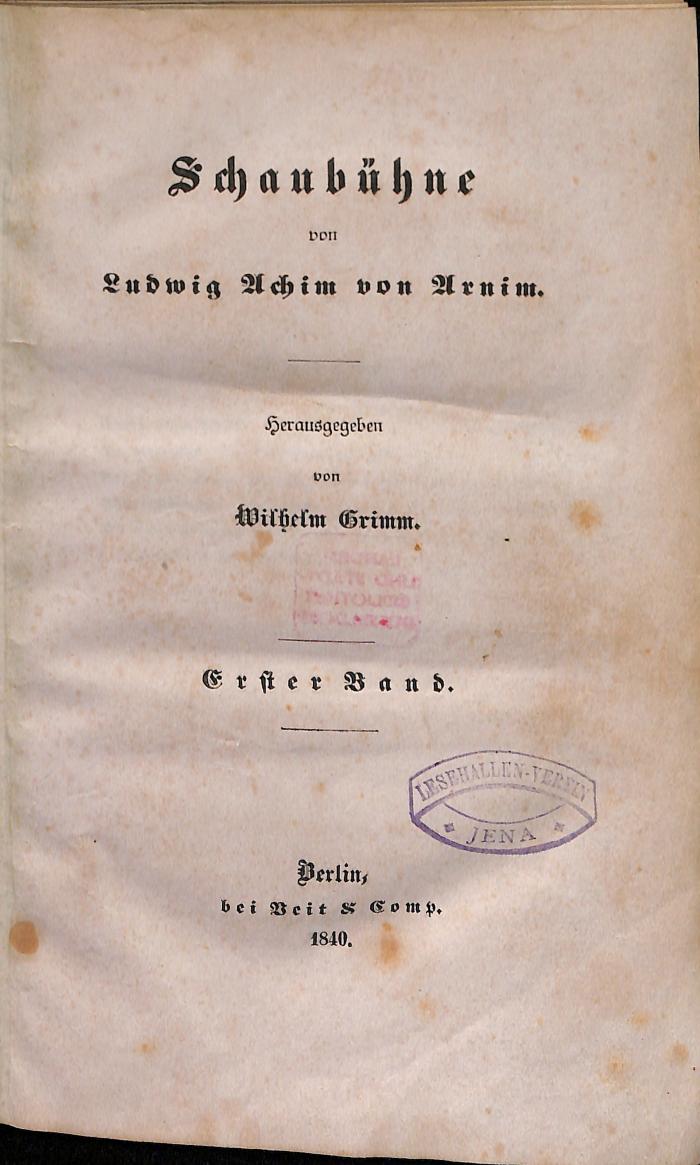 Schaubühne
von
Ludwig Achim von Arnim.
Herausgegeben
von
Wilhelm Grimm.
Erster Band.
LESEHALLEN-VEREIN
JENA
Berlin,
bei Veit & Comp.
1840.